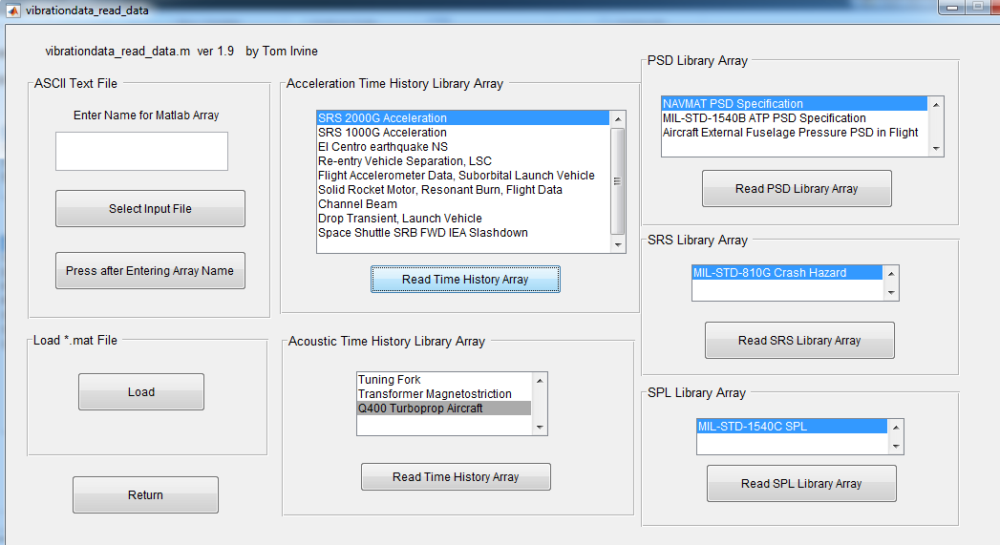 vibrationdata_read_data
vibrationdata_read_data.m ver 1.9 by Tom Irvine
ASCII Text File
Enter Name for Matlab Array
Select Input File
Press after Entering Array Name
Load *.mat File
Load
Return
Acceleration Time History Library Array
SRS 2000G Acceleration
SRS 1000G Acceleration
El Centro earthquake NS
Re-entry Vehicle Separation, LSC
Flight Accelerometer Data, Suborbital Launch Vehicle
Solid Rocket Motor, Resonant Burn, Flight Data
Channel Beam
Drop Transient, Launch Vehicle
Space Shuttle SRB FWD IEA Slashdown
Read Time History Array
Acoustic Time History Library Array
Tuning Fork
Transformer Magnetostriction
Q400 Turboprop Aircraft
Read Time History Array
PSD Library Array
NAVMAT PSD Specification
MIL-STD-1540B ATP PSD Specification
Aircraft External Fuselage Pressure PSD in Flight
Read PSD Library Array
SRS Library Array
MIL-STD-810G Crash Hazard
Read SRS Library Array
SPL Library Array
MIL-STD-1540C SPL
Read SPL Library Array